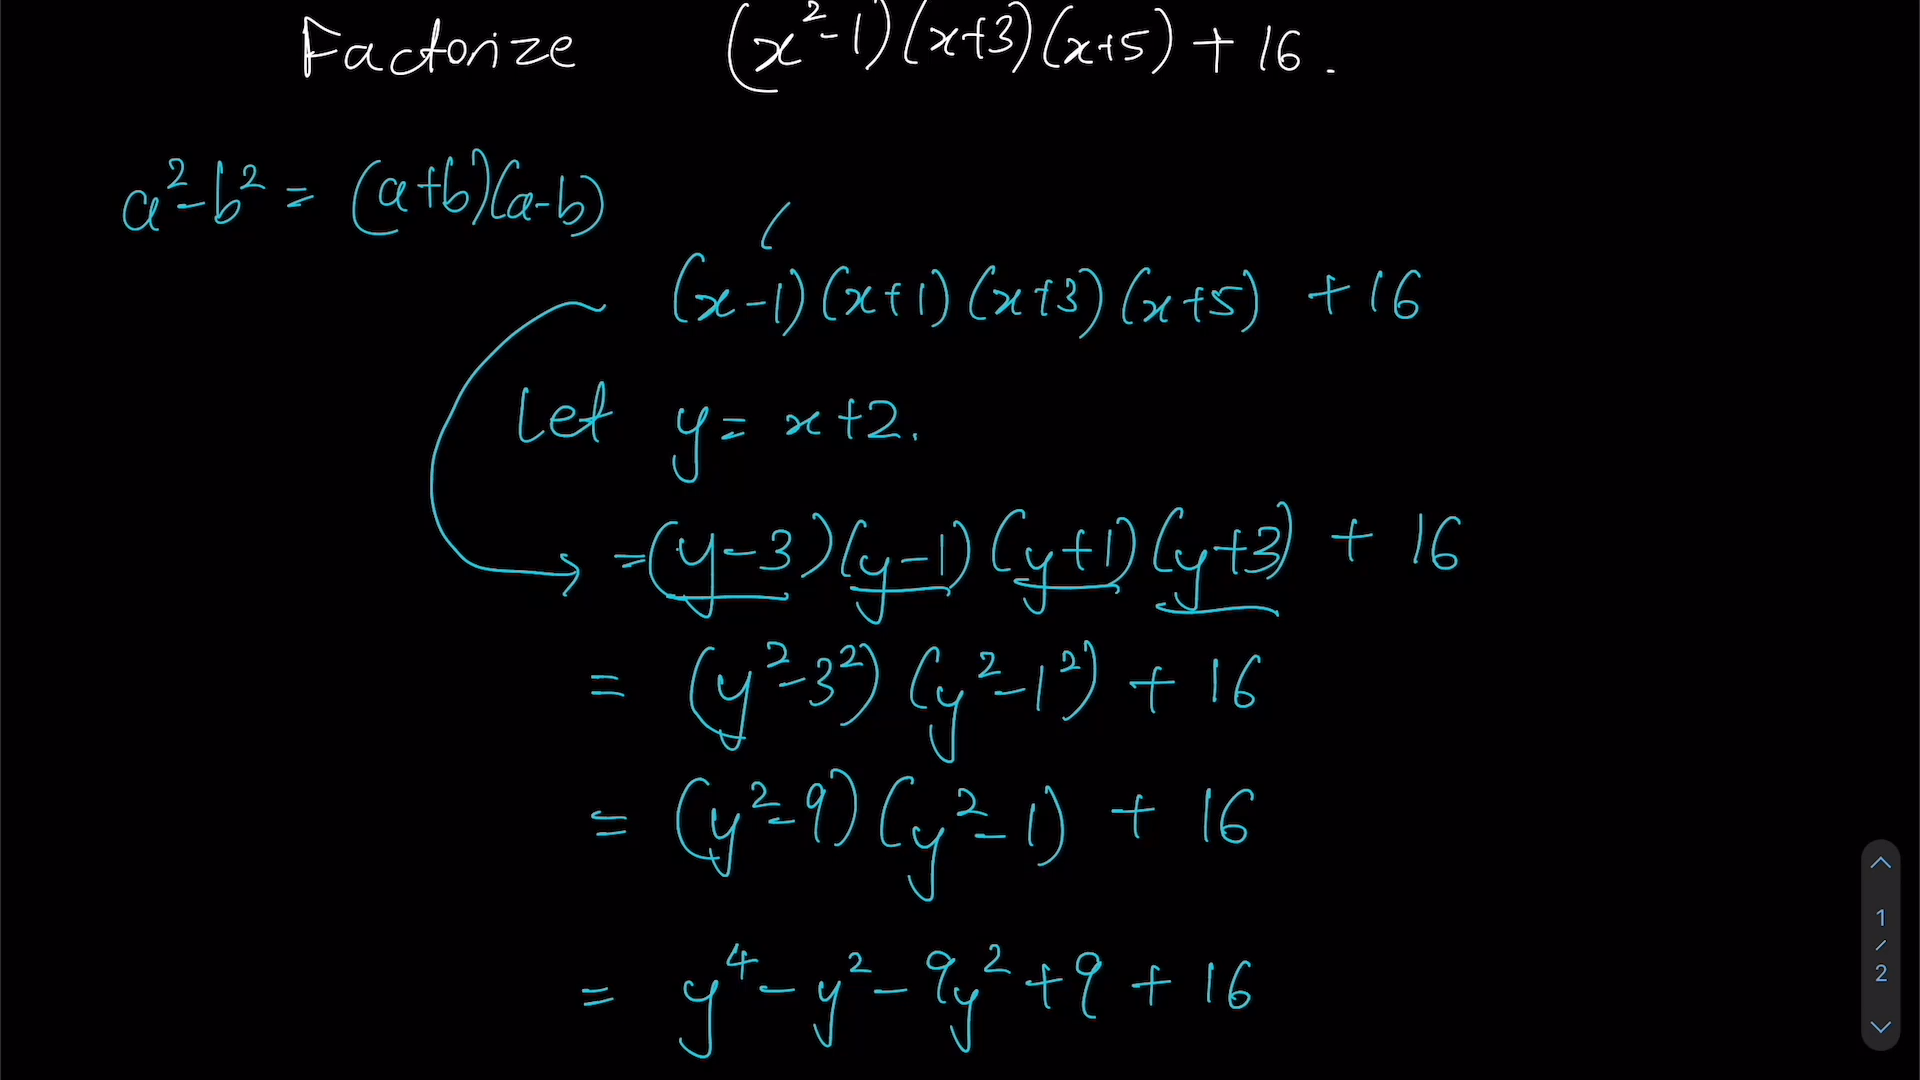 Factorize (x²-1)(x+3)(x+5) + 16.
a²-b² = (a+b)(a-b)
(
(x-1)(x+1)(x+3)(x+5) + 16
Let y = x+2.
= (y-3)(y-1)(y+1)(y+3) + 16
= (y²-3²)(y²-1²) + 16
= (y²-9)(y²-1) + 16
= y⁴ - y² - 9y² + 9 + 16
1
/
2